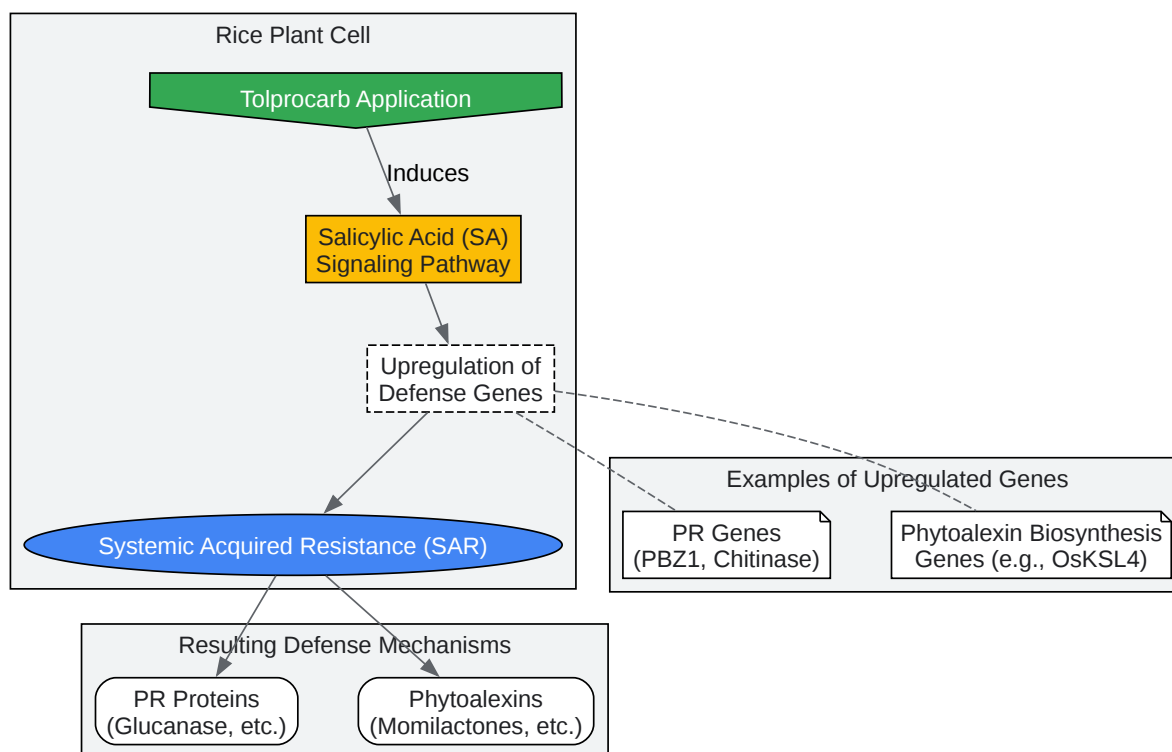 Rice Plant Cell
Tolprocarb Application
Induces
Salicylic Acid (SA)
Signaling Pathway
Upregulation of
Defense Genes
Examples of Upregulated Genes
PR Genes
(PBZ1, Chitinase)
Phytoalexin Biosynthesis
Genes (e.g., OsKSL4)
Systemic Acquired Resistance (SAR)
Resulting Defense Mechanisms
PR Proteins
(Glucanase, etc.)
Phytoalexins
(Momilactones, etc.)